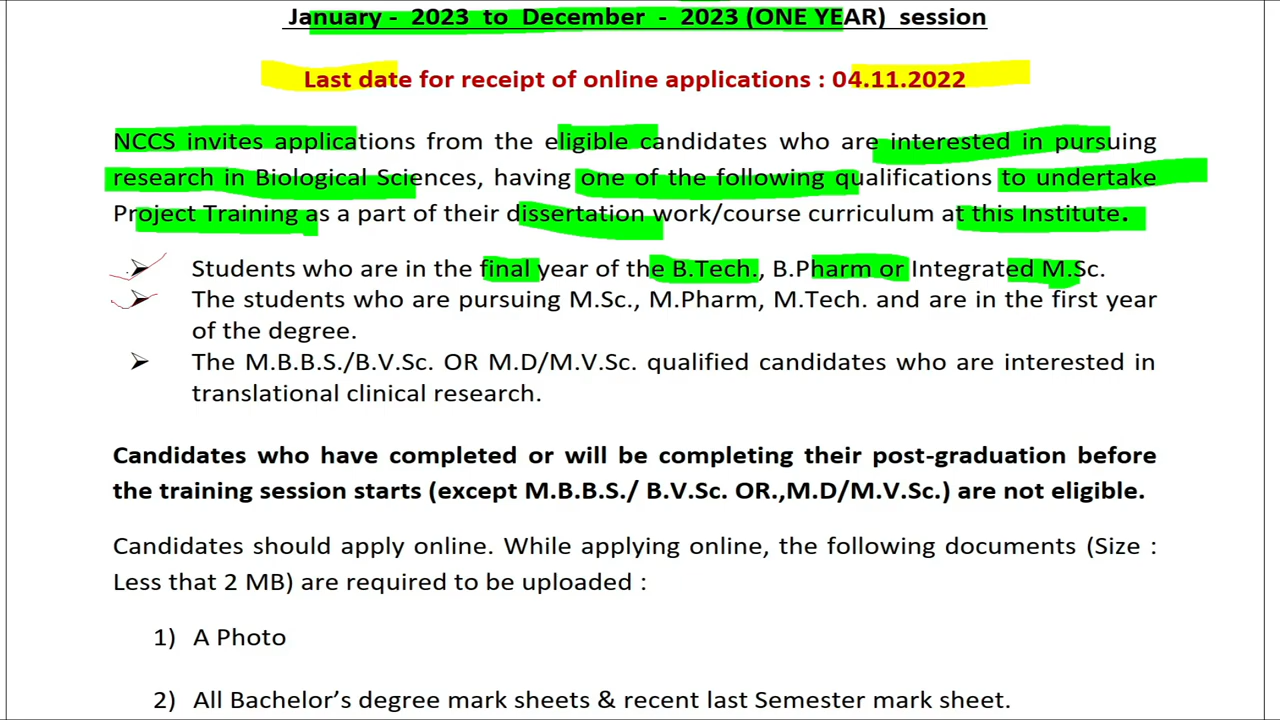 January - 2023 to December - 2023 (ONE YEAR) session
Last date for receipt of online applications : 04.11.2022
NCCS invites applications from the eligible candidates who are interested in pursuing
research in Biological Sciences, having one of the following qualifications to undertake
Project Training as a part of their dissertation work/course curriculum at this Institute.
➢ Students who are in the final year of the B.Tech., B.Pharm or Integrated M.Sc.
➢ The students who are pursuing M.Sc., M.Pharm, M.Tech. and are in the first year
of the degree.
➢ The M.B.B.S./B.V.Sc. OR M.D/M.V.Sc. qualified candidates who are interested in
translational clinical research.
Candidates who have completed or will be completing their post-graduation before
the training session starts (except M.B.B.S./ B.V.Sc. OR.,M.D/M.V.Sc.) are not eligible.
Candidates should apply online. While applying online, the following documents (Size :
Less that 2 MB) are required to be uploaded :
1) A Photo
2) All Bachelor’s degree mark sheets & recent last Semester mark sheet.